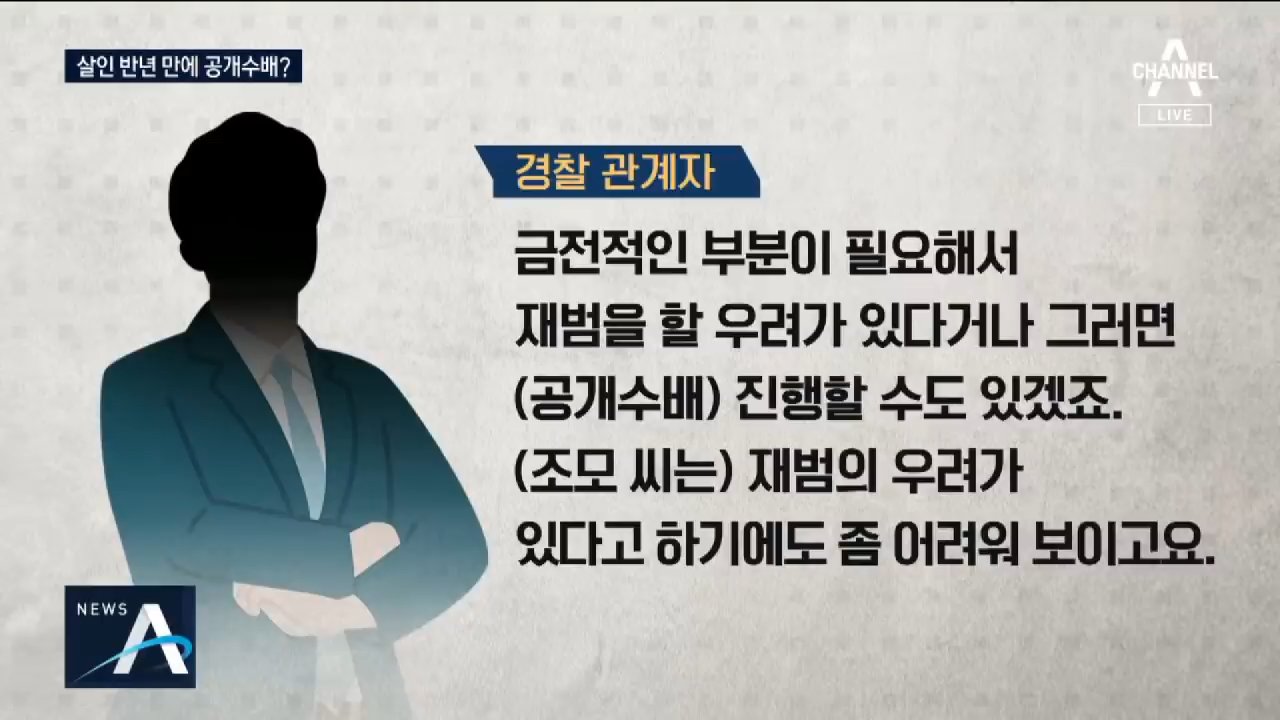 살인 반년 만에 공개수배?
CHANNEL A
LIVE
경찰 관계자
금전적인 부분이 필요해서
재범을 할 우려가 있다거나 그러면
(공개수배) 진행할 수도 있겠죠.
(조모 씨는) 재범의 우려가
있다고 하기에도 좀 어려워 보이고요.
NEWS A